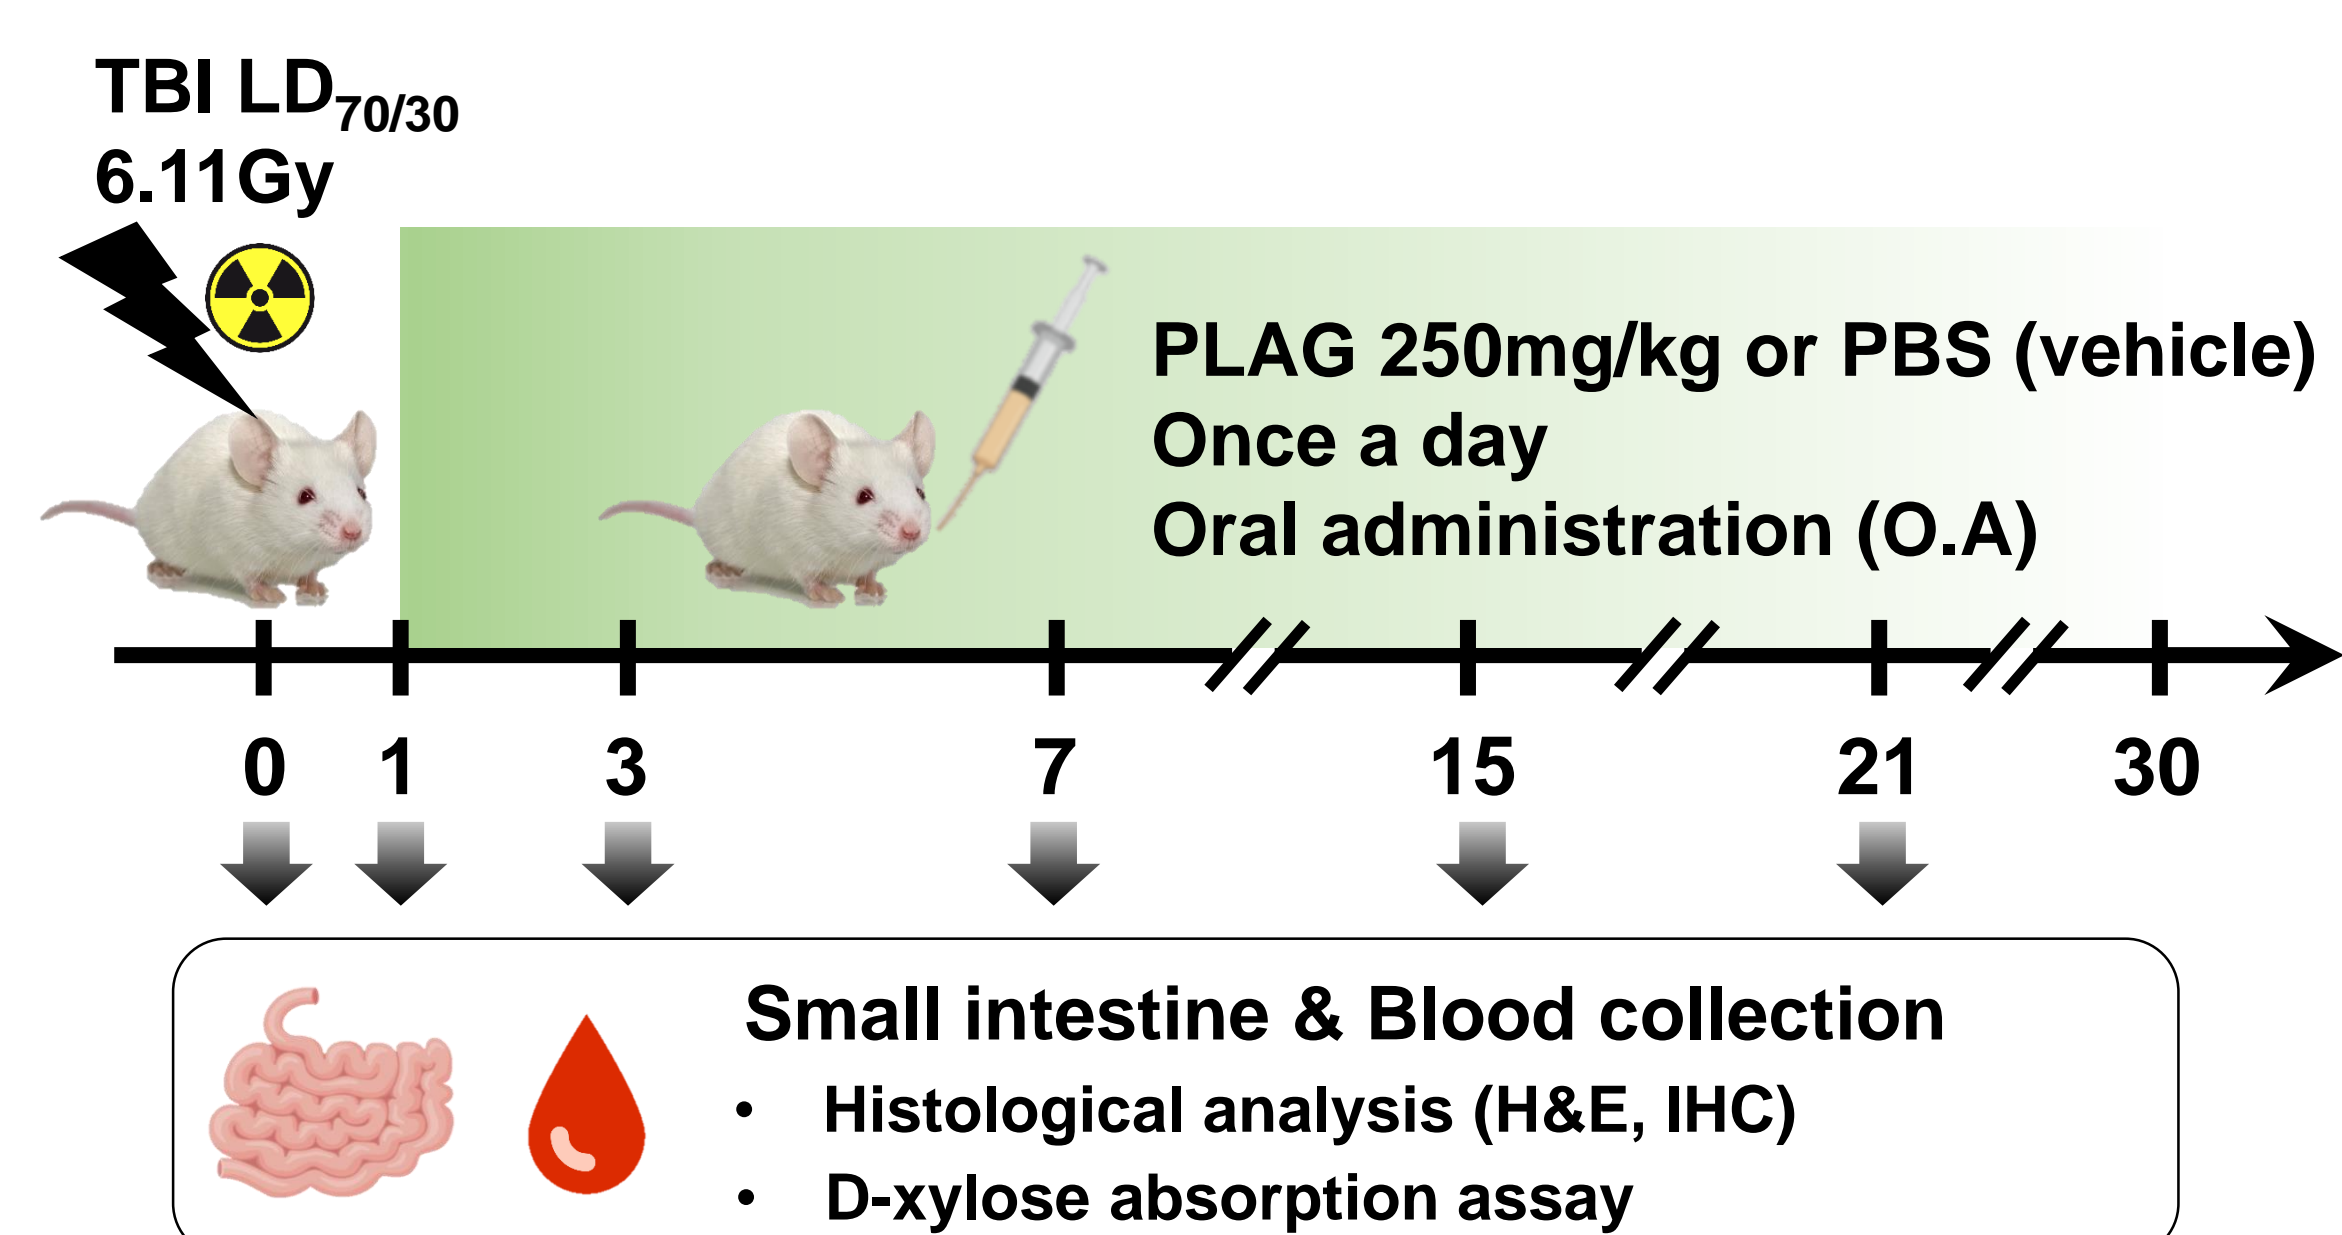 TBI LD70/30
6.11Gy
PLAG 250mg/kg or PBS (vehicle)
Once a day
Oral administration (O.A)
0 1 3 7 15 21 30
Small intestine & Blood collection
• Histological analysis (H&E, IHC)
• D-xylose absorption assay